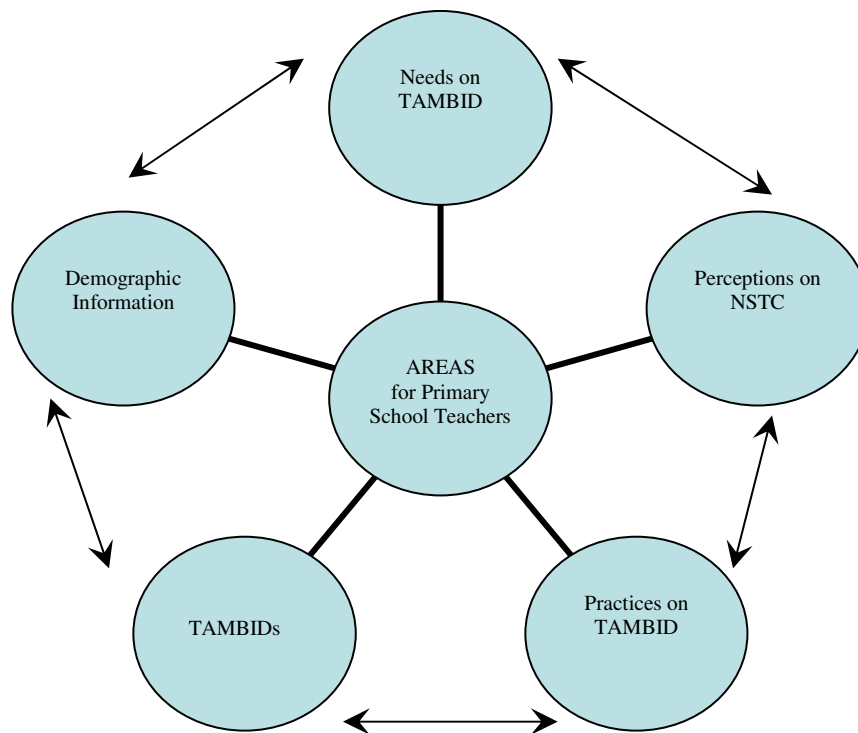 Needs on
TAMBID
Demographic
Information
Perceptions on
NSTC
AREAS
for Primary
School Teachers
TAMBIDs
Practices on
TAMBID